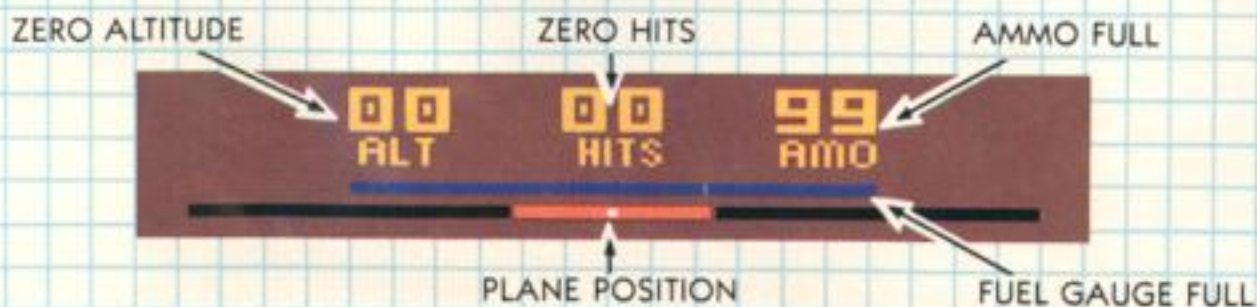 ZERO ALTITUDE ZERO HITS AMMO FULL
00 00 99
ALT HITS AMO
PLANE POSITION FUEL GAUGE FULL